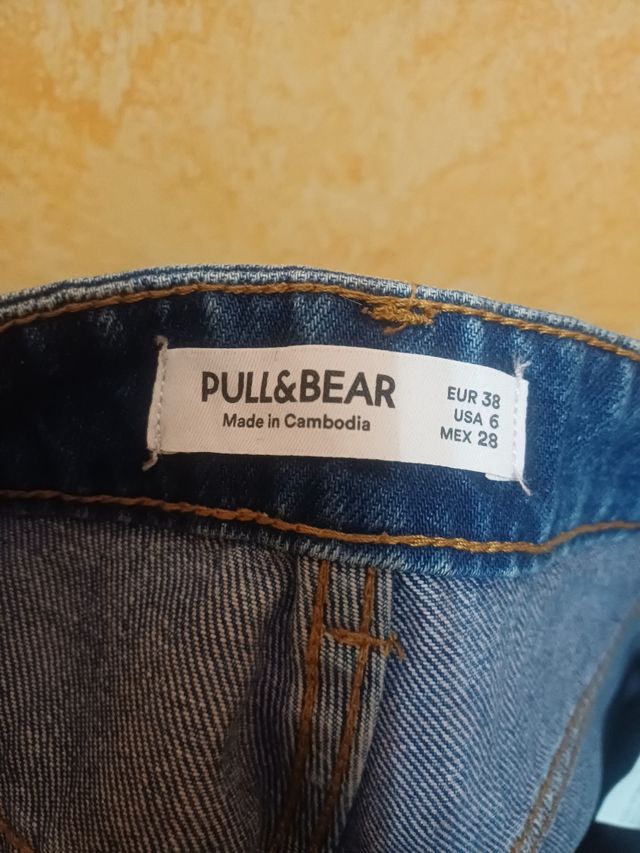 PULL&BEAR
Made in Cambodia
EUR 38
USA 6
MEX 28